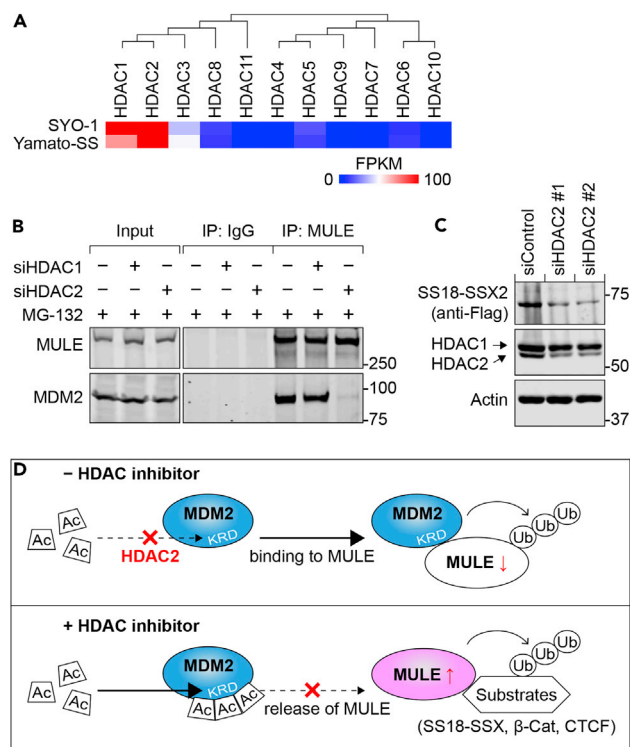 A
HDAC1 HDAC2 HDAC3 HDAC8 HDAC11 HDAC4 HDAC5 HDAC9 HDAC7 HDAC6 HDAC10
SYO-1
Yamato-SS
FPKM
0 100
B
Input IP: IgG IP: MULE
siHDAC1 − + − − + − − + −
siHDAC2 − − + − − + − − +
MG-132 + + + + + + + + +
MULE
-250
MDM2
-100
-75
C
siControl siHDAC2 #1 siHDAC2 #2
SS18-SSX2
(anti-Flag)
-75
HDAC1
HDAC2
-50
Actin
-37
D
− HDAC inhibitor
Ac Ac Ac
HDAC2
MDM2
KRD
binding to MULE
MDM2
KRD
MULE ↓
Ub Ub Ub
+ HDAC inhibitor
Ac Ac Ac
MDM2
KRD
Ac Ac Ac
release of MULE
MULE ↑
Ub Ub Ub
Substrates
(SS18-SSX, β-Cat, CTCF)